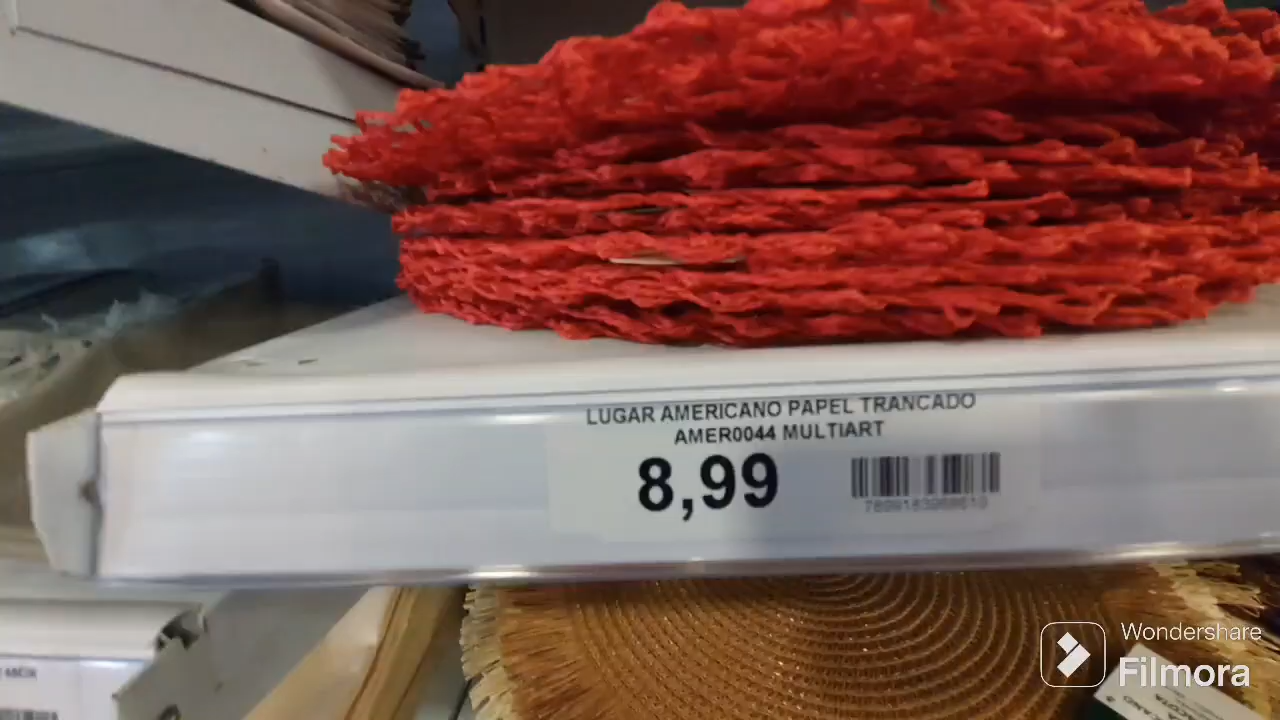 LUGAR AMERICANO PAPEL TRANCADO
AMER0044 MULTIART
8,99
Wondershare
Filmora